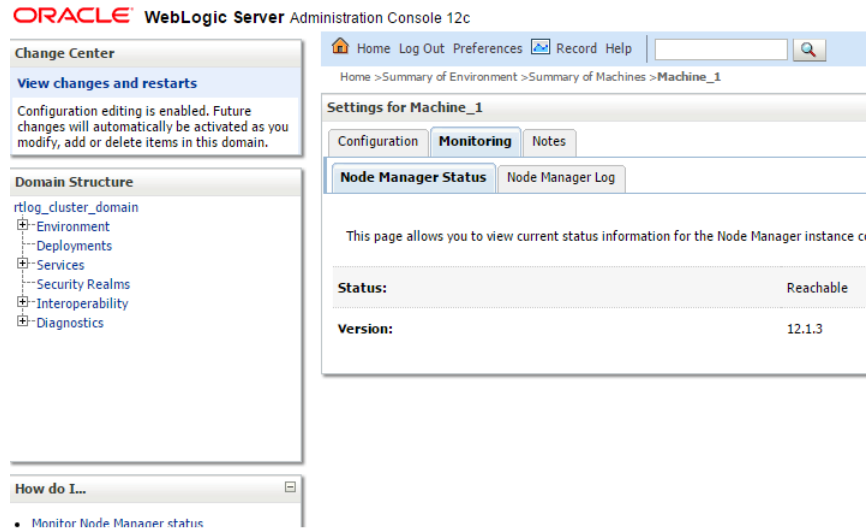 ORACLE WebLogic Server Administration Console 12c
Change Center
View changes and restarts
Configuration editing is enabled. Future
changes will automatically be activated as you
modify, add or delete items in this domain.
Domain Structure
rtlog_cluster_domain
Environment
Deployments
Services
Security Realms
Interoperability
Diagnostics
How do I...
Monitor Node Manager status
Home Log Out Preferences Record Help
Home >Summary of Environment >Summary of Machines >Machine_1
Settings for Machine_1
Configuration Monitoring Notes
Node Manager Status Node Manager Log
This page allows you to view current status information for the Node Manager instance
Status: Reachable
Version: 12.1.3